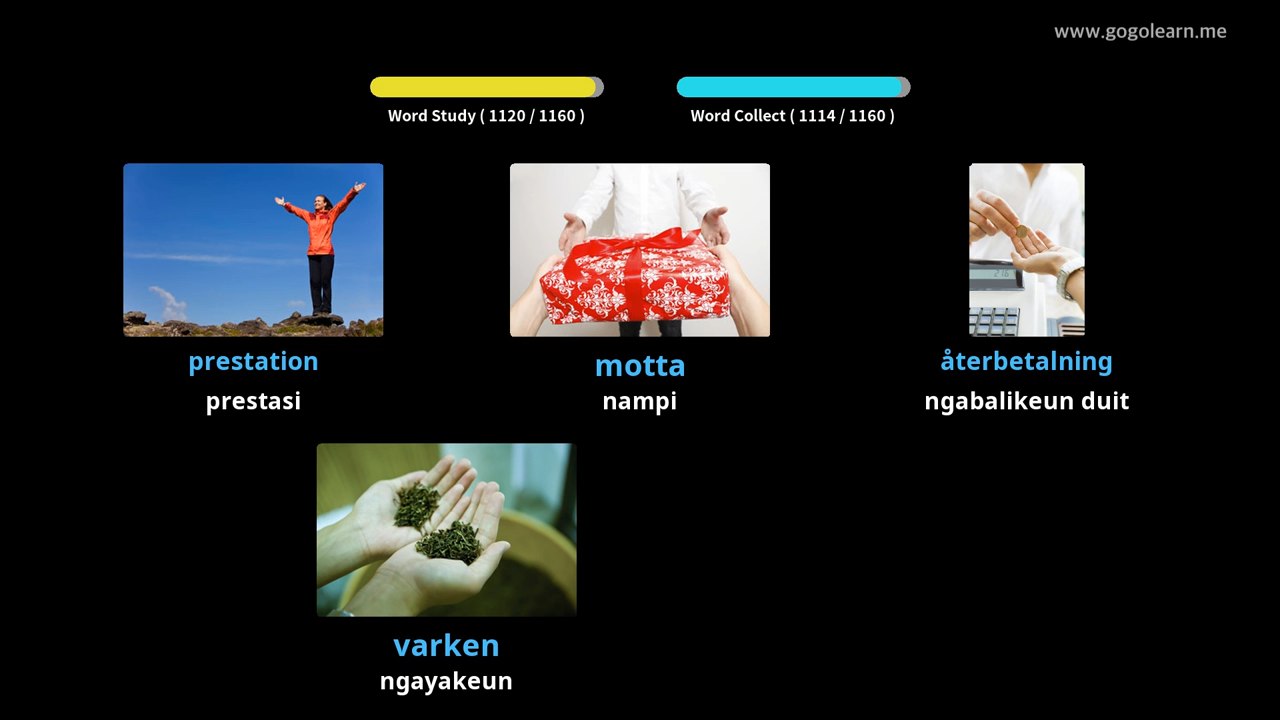 www.gogolearn.me
Word Study ( 1120 / 1160 )
Word Collect ( 1114 / 1160 )
prestation
prestasi
motta
nampi
återbetalning
ngabalikeun duit
varken
ngayakeun